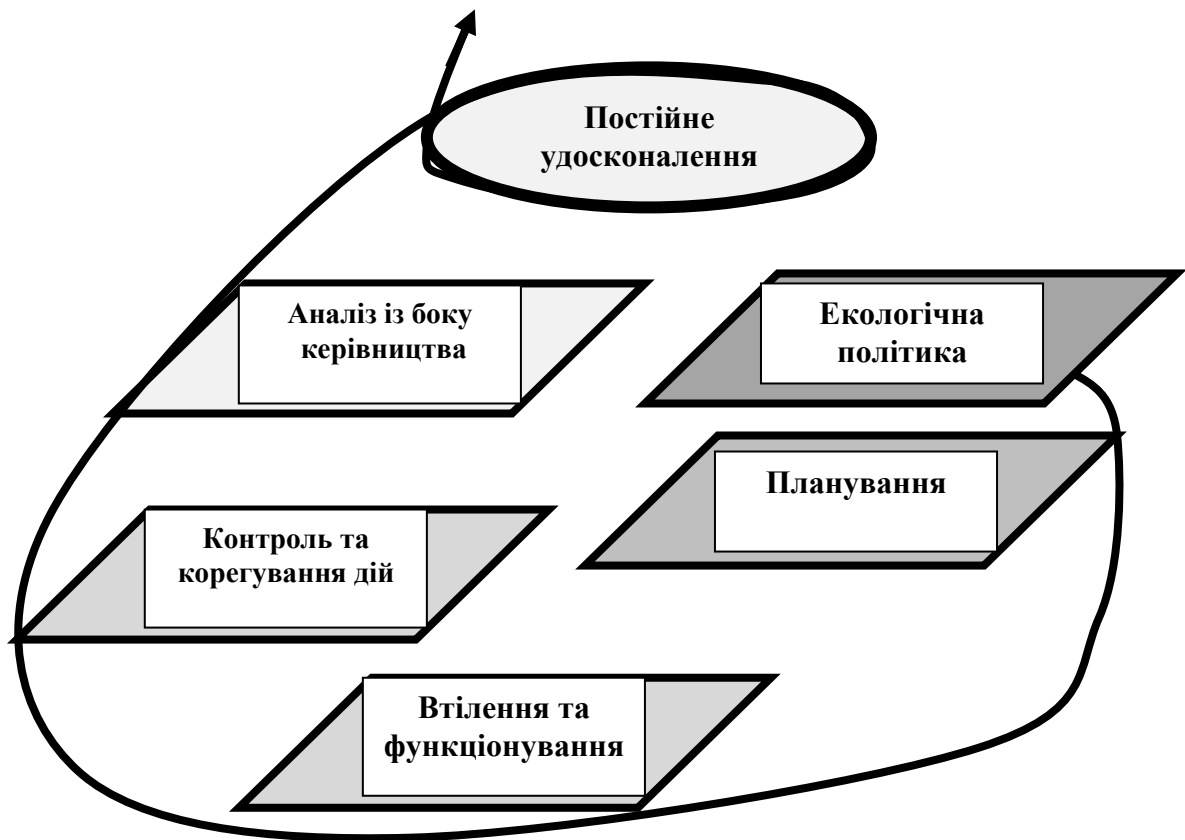 Постійне
удосконалення
Аналіз із боку
керівництва
Екологічна
політика
Планування
Контроль та
корегування дій
Втілення та
функціонування